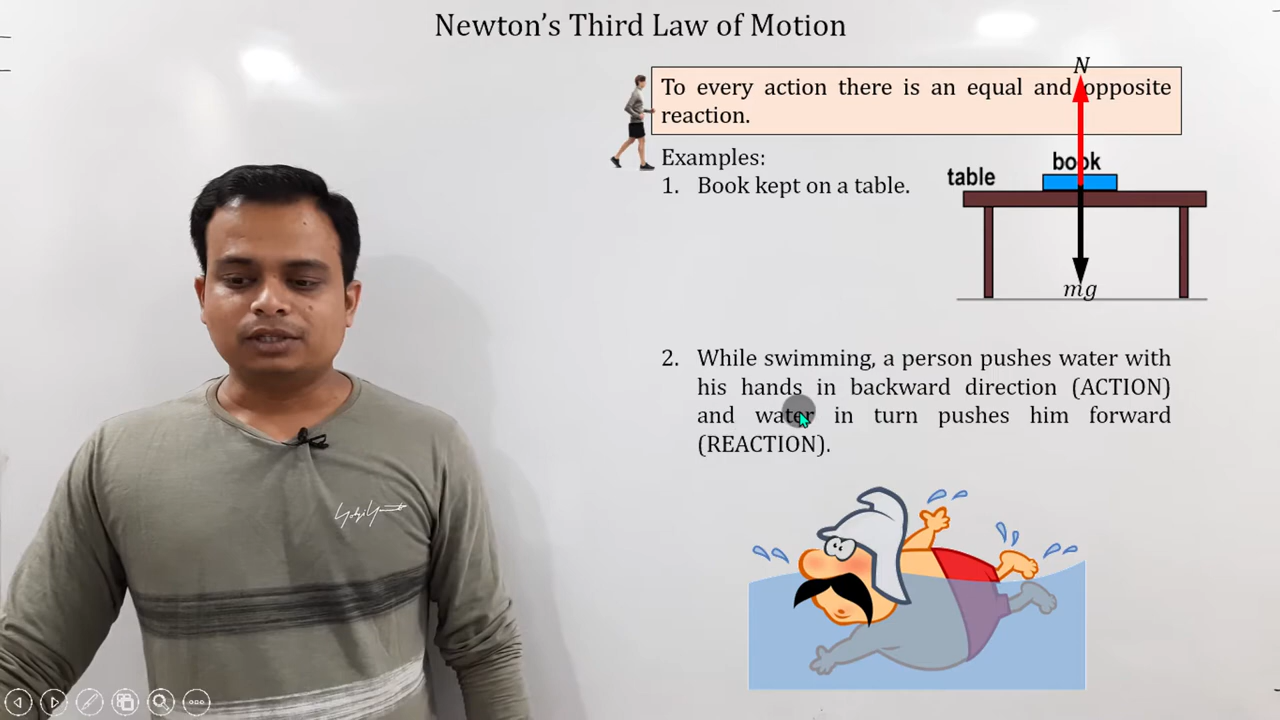 Newton's Third Law of Motion
N
To every action there is an equal and opposite
reaction.
Examples:
1. Book kept on a table.
table
book
mg
2. While swimming, a person pushes water with
his hands in backward direction (ACTION)
and water in turn pushes him forward
(REACTION).